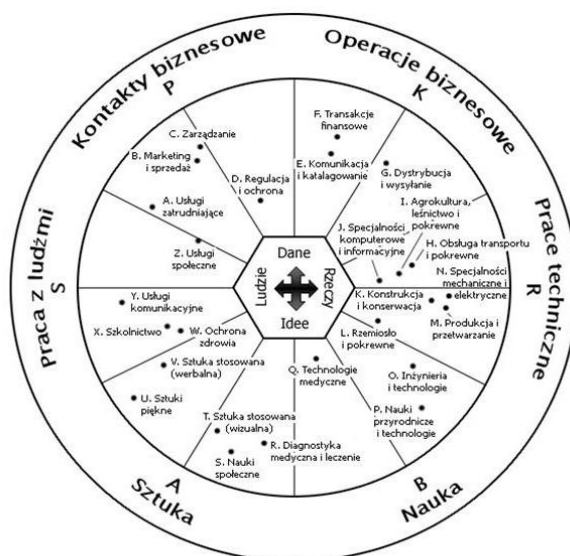 Kontakty biznesowe
P
Operacje biznesowe
K
Prace techniczne
R
Nauka
B
Sztuka
A
Praca z ludźmi
S
C. Zarządzanie
B. Marketing
i sprzedaż
D. Regulacja
i ochrona
A. Usługi
zatrudniające
Z. Usługi
społeczne
F. Transakcje
finansowe
E. Komunikacja
i katalagowanie
G. Dystrybucja
i wysyłanie
I. Agrokultura,
leśnictwo i
pokrewne
J. Specjalności
komputerowe
i informacyjne
H. Obsługa transportu
i pokrewne
N. Specjalności
mechaniczne i
elektryczne
K. Konstrukcja
i konserwacja
M. Produkcja i
przetwarzanie
L. Rzemiosło
i pokrewne
Dane
Ludzie
Rzeczy
Idee
Y. Usługi
komunikacyjne
X. Szkolnictwo
W. Ochrona
zdrowia
V. Sztuka stosowana
(werbalna)
U. Sztuki
piękne
T. Sztuka stosowana
(wizualna)
S. Nauki
społeczne
R. Diagnostyka
medyczna i leczenie
Q. Technologie
medyczne
O. Inżynieria
i technologie
P. Nauki
przyrodnicze
i technologie